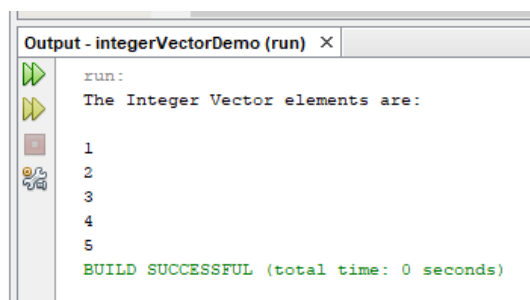 Output - integerVectorDemo (run) ×
run:
The Integer Vector elements are:
1
2
3
4
5
BUILD SUCCESSFUL (total time: 0 seconds)